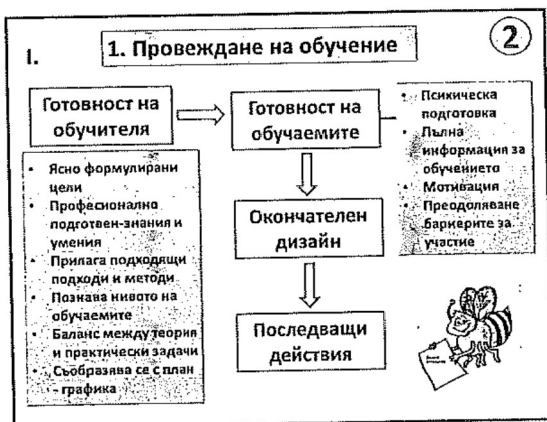 I.
1. Провеждане на обучение
2
Готовност на
обучителя
Готовност на
обучаемите
Окончателен
дизайн
Последващи
действия
• Ясно формулирани
цели
• Професионално
подготвен-знания и
умения
• Прилага подходящи
подходи и методи
• Познава нивото на
обучаемите
• Баланс между теория
и практически задачи
• Съобразява се с план
- графика
• Психическа
подготовка
• Пълна
информация за
обучението
• Мотивация
• Преодоляване
бариерите за
участие